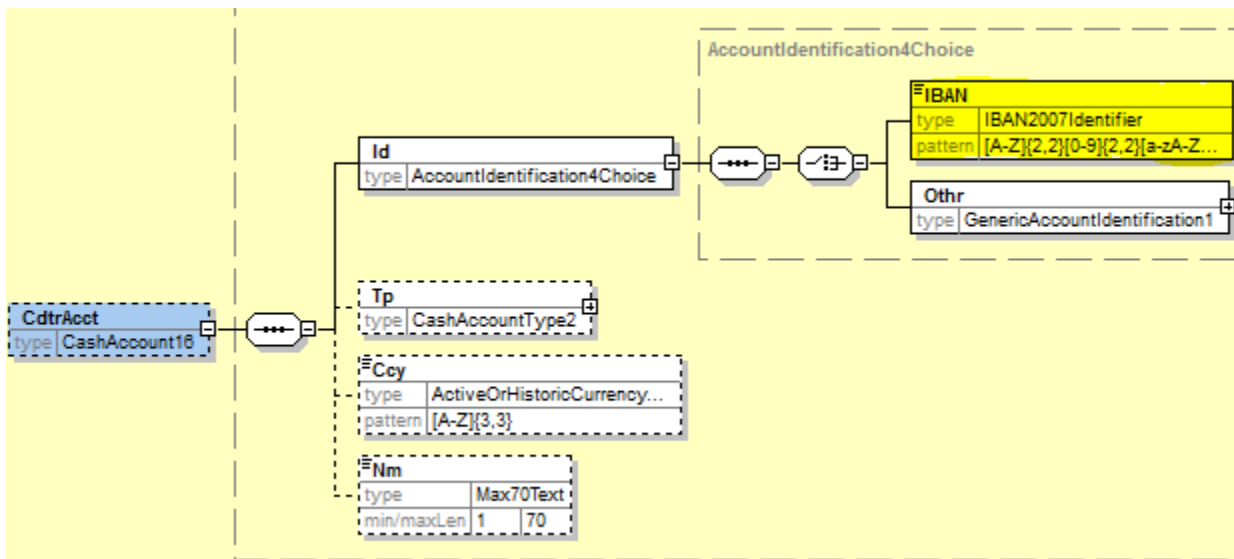 AccountIdentification4Choice
IBAN
type IBAN2007Identifier
pattern [A-Z]{2,2}[0-9]{2,2}[a-zA-Z...
Id
type AccountIdentification4Choice
Othr
type GenericAccountIdentification1
Tp
type CashAccountType2
CdtrAcct
type CashAccount16
Ccy
type ActiveOrHistoricCurrency...
pattern [A-Z]{3,3}
Nm
type Max70Text
min/maxLen 1 70